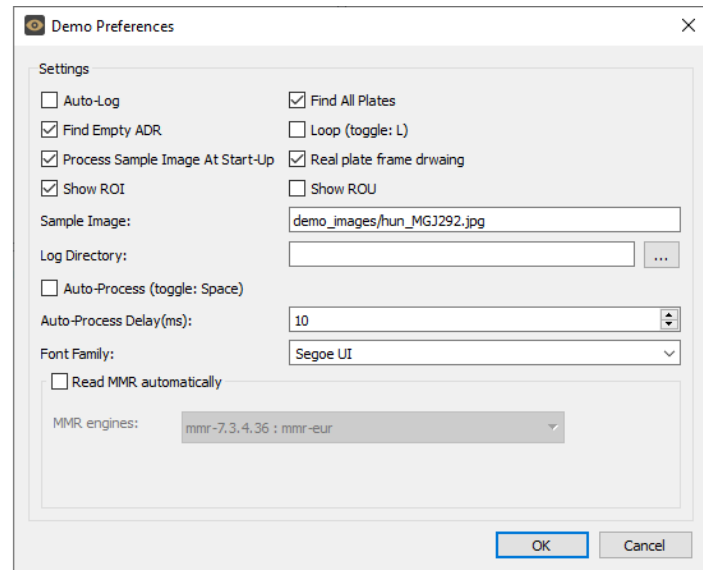 Demo Preferences
Settings
Auto-Log
Find All Plates
Find Empty ADR
Loop (toggle: L)
Process Sample Image At Start-Up
Real plate frame drwaing
Show ROI
Show ROU
Sample Image:
demo_images/hun_MGJ292.jpg
Log Directory:
...
Auto-Process (toggle: Space)
Auto-Process Delay(ms):
10
Font Family:
Segoe UI
Read MMR automatically
MMR engines:
mmr-7.3.4.36 : mmr-eur
OK
Cancel